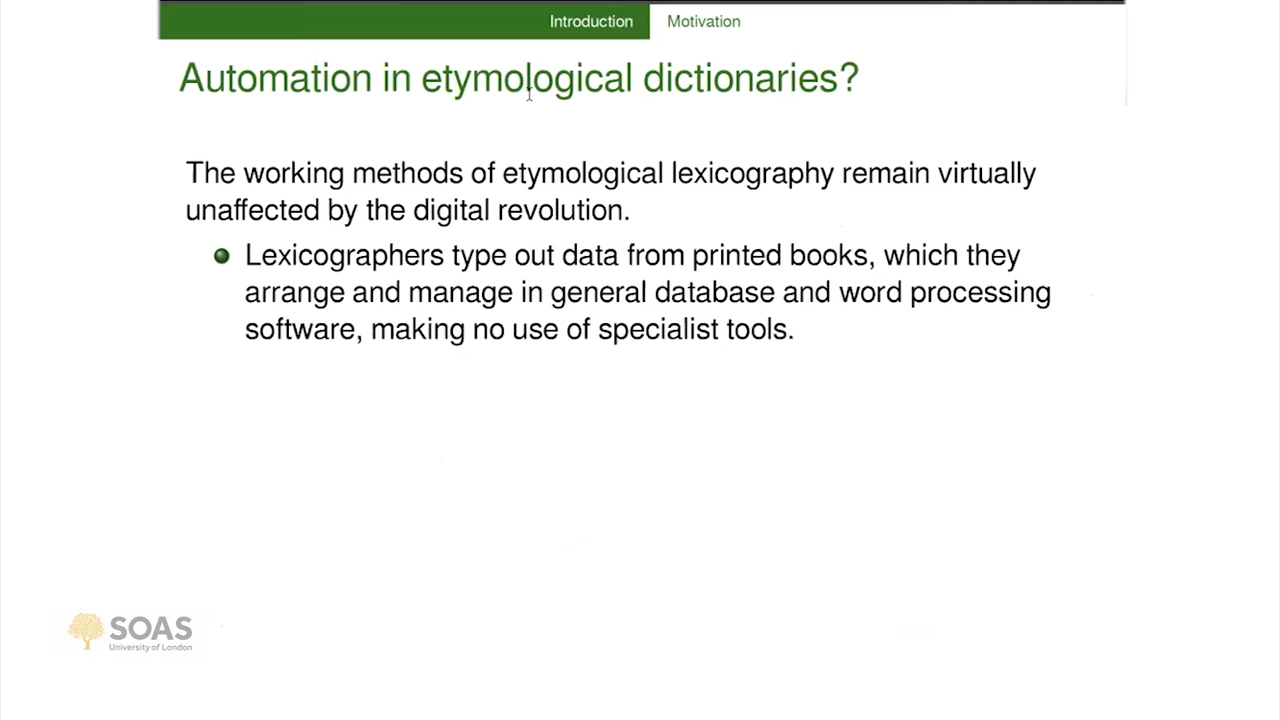 Introduction Motivation
Automation in etymological dictionaries?
The working methods of etymological lexicography remain virtually
unaffected by the digital revolution.
Lexicographers type out data from printed books, which they
arrange and manage in general database and word processing
software, making no use of specialist tools.
SOAS
University of London